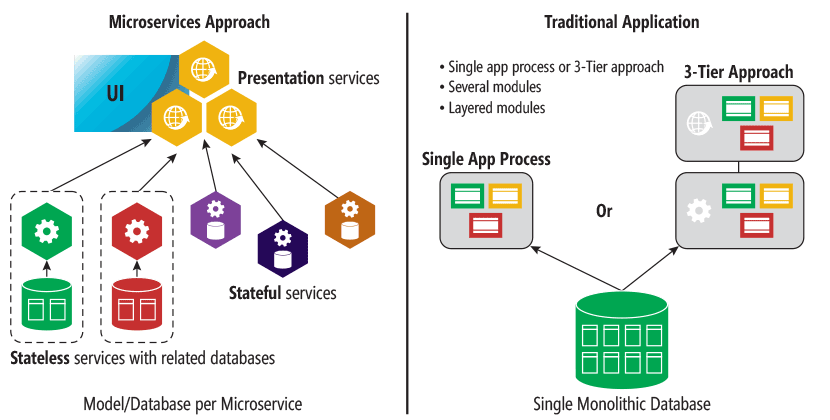 Microservices Approach
UI
Presentation services
Stateful services
Stateless services with related databases
Model/Database per Microservice
Traditional Application
• Single app process or 3-Tier approach
• Several modules
• Layered modules
3-Tier Approach
Single App Process
Or
Single Monolithic Database